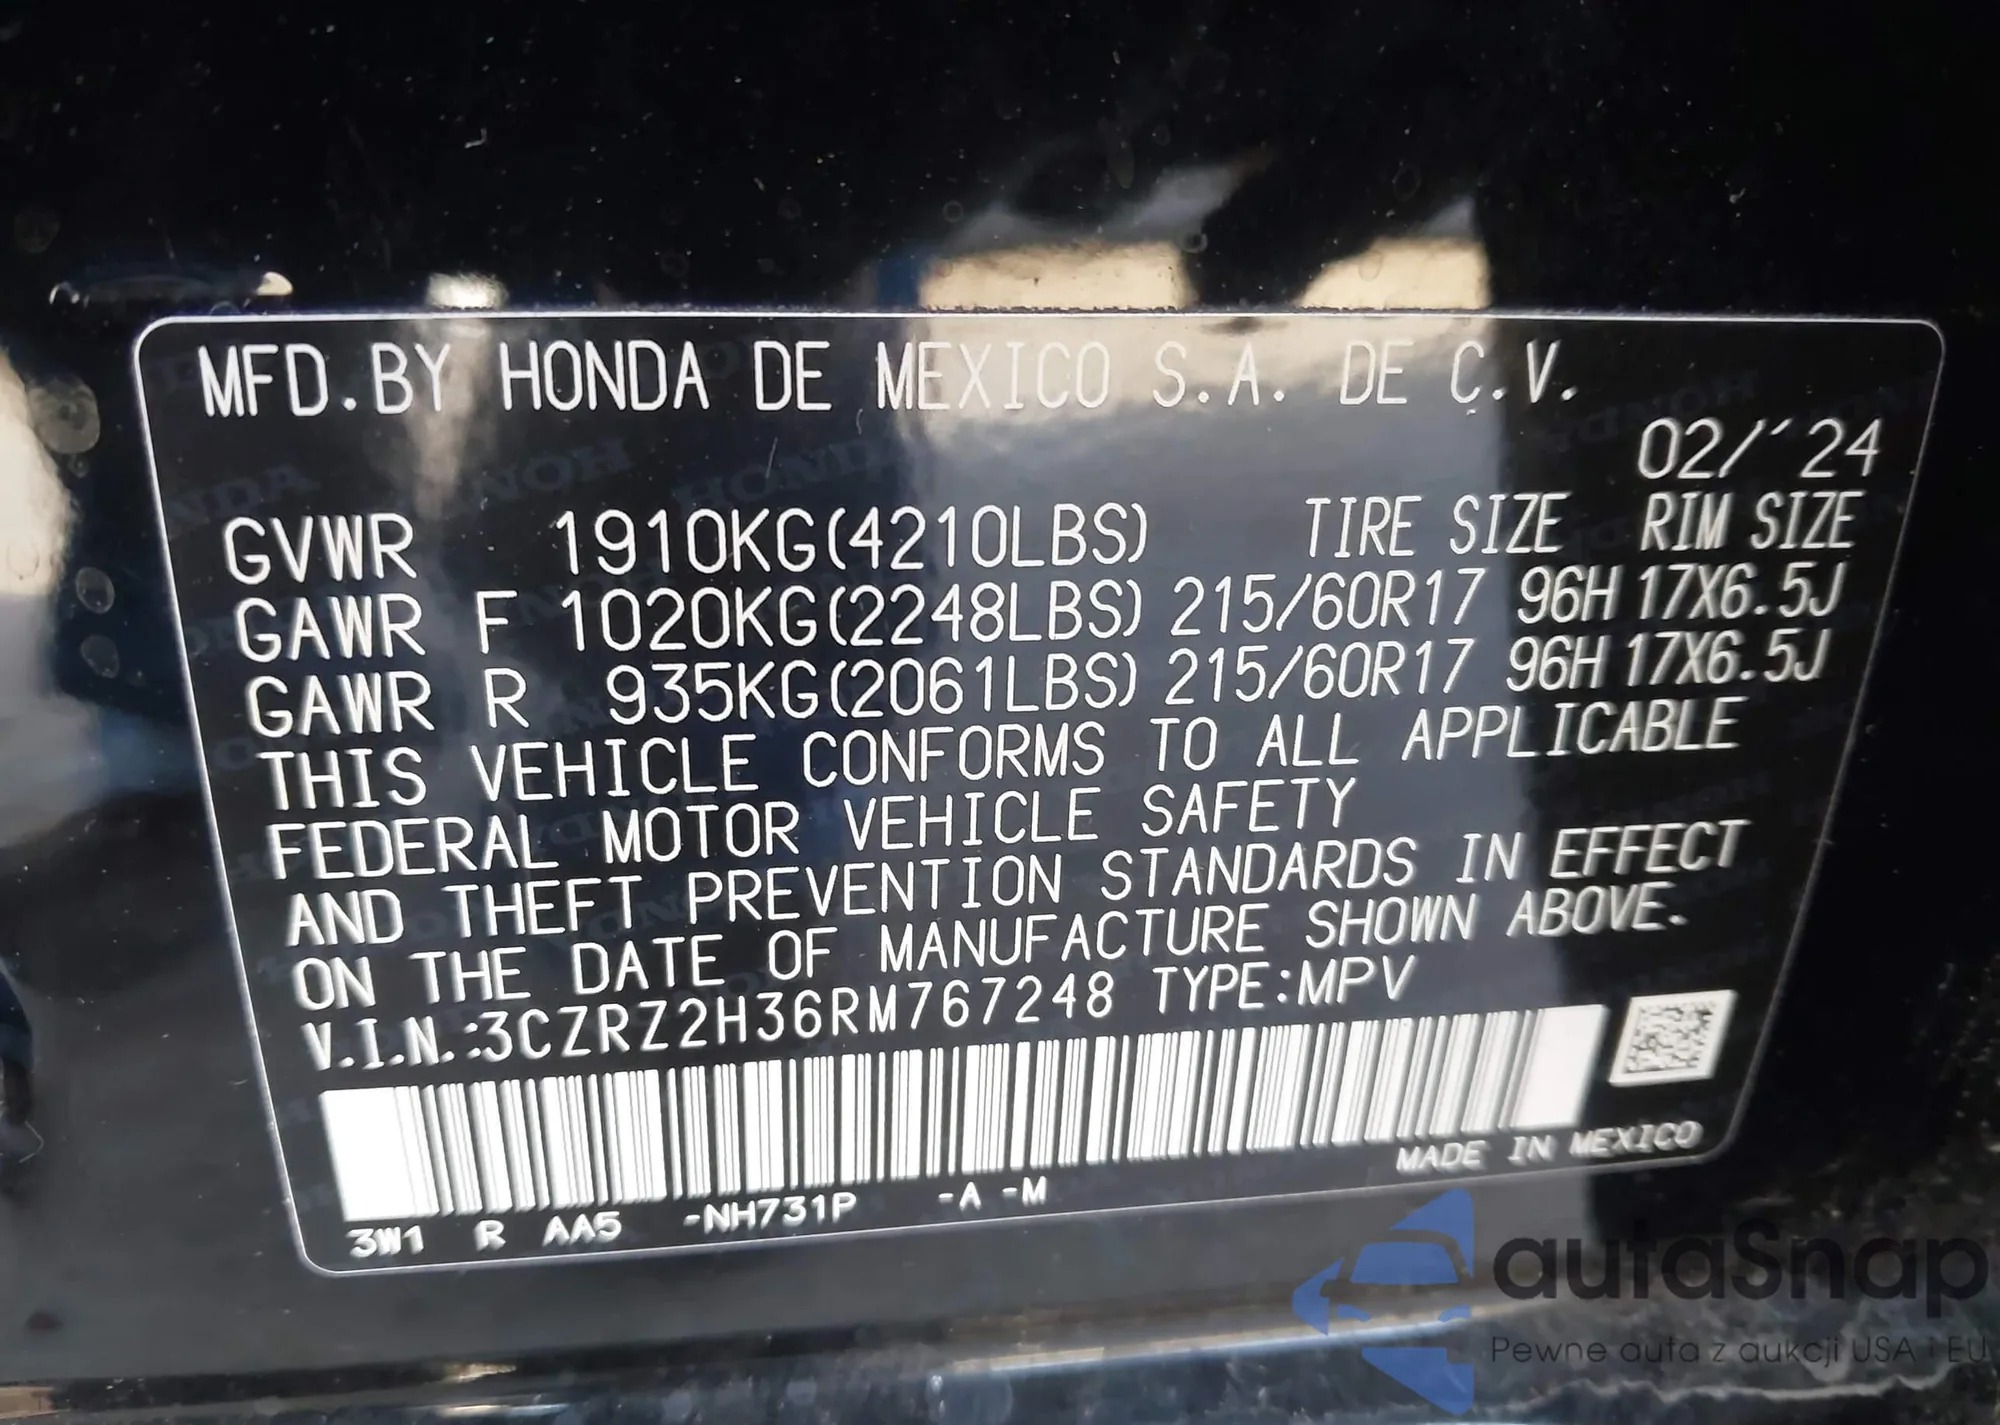 MFD.BY HONDA DE MEXICO S.A. DE C.V.
02/´24
GVWR 1910KG(4210LBS) TIRE SIZE RIM SIZE
GAWR F 1020KG(2248LBS) 215/60R17 96H 17X6.5J
GAWR R 935KG(2061LBS) 215/60R17 96H 17X6.5J
THIS VEHICLE CONFORMS TO ALL APPLICABLE
FEDERAL MOTOR VEHICLE SAFETY
AND THEFT PREVENTION STANDARDS IN EFFECT
ON THE DATE OF MANUFACTURE SHOWN ABOVE.
V.I.N.:3CZRZ2H36RM767248 TYPE:MPV
MADE IN MEXICO
3W1 R AA5 -NH731P -A -M
autaSnap
Pewne auta z aukcji USA i EU